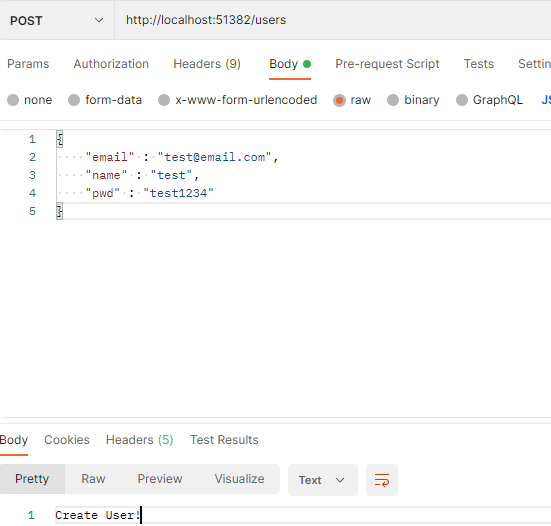 POST http://localhost:51382/users
Params Authorization Headers (9) Body Pre-request Script Tests Settin
none form-data x-www-form-urlencoded raw binary GraphQL JS
1 {
2 "email" : "test@email.com",
3 "name" : "test",
4 "pwd" : "test1234"
5 }
Body Cookies Headers (5) Test Results
Pretty Raw Preview Visualize Text
1 Create User!